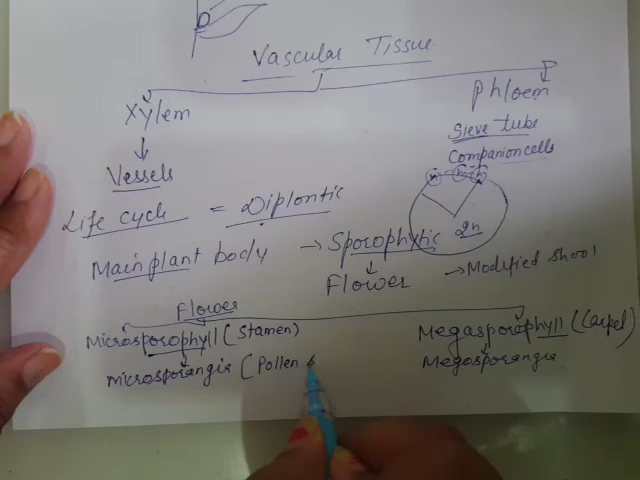 Vascular Tissue
Xylem
Phloem
Sieve tube
Companion cells
Vessels
Life cycle = Diplontic
2n
Main plant body → Sporophytic
Flower → Modified shoot
Flower
Microsporophyll (Stamen)
Megasporophyll (Carpel)
Microsporangia (Pollen
Megosporangia